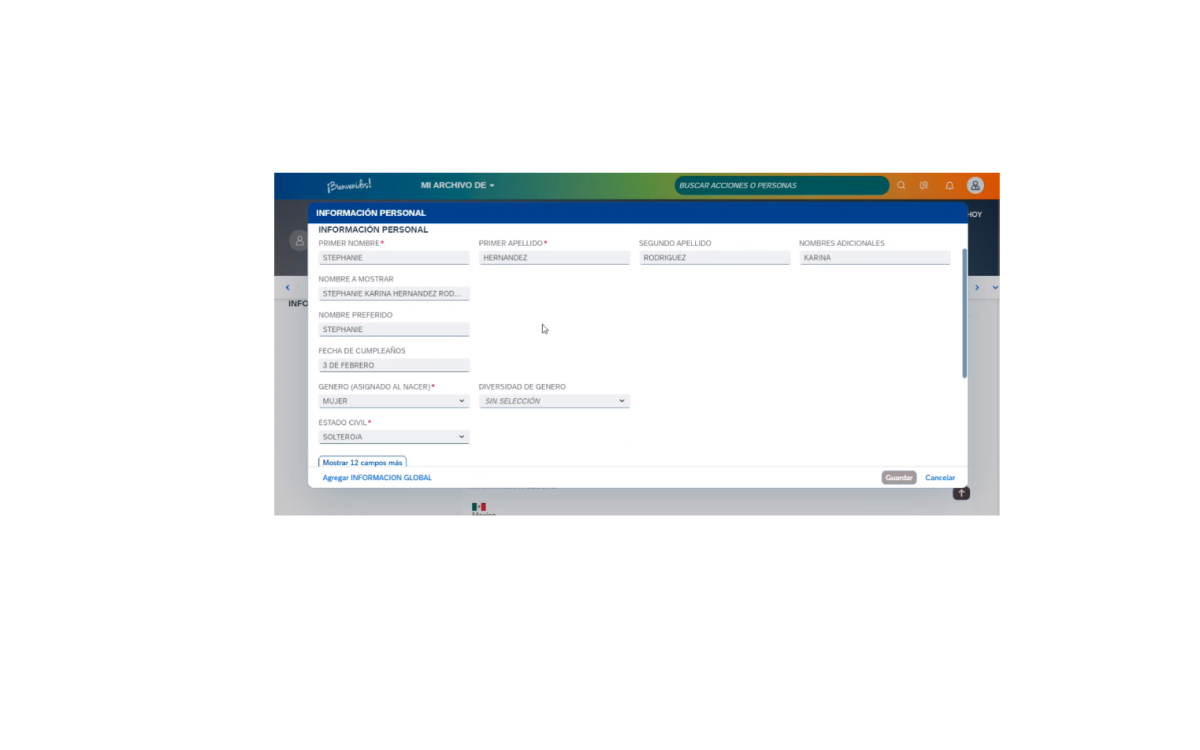 ¡Bienvenidos!
MI ARCHIVO DE
BUSCAR ACCIONES O PERSONAS
HOY
INFORMACIÓN PERSONAL
INFORMACIÓN PERSONAL
PRIMER NOMBRE* PRIMER APELLIDO* SEGUNDO APELLIDO NOMBRES ADICIONALES
STEPHANIE HERNANDEZ RODRIGUEZ KARINA
NOMBRE A MOSTRAR
STEPHANIE KARINA HERNANDEZ ROD...
INFO
NOMBRE PREFERIDO
STEPHANIE
FECHA DE CUMPLEAÑOS
3 DE FEBRERO
GENERO (ASIGNADO AL NACER)* DIVERSIDAD DE GENERO
MUJER SIN SELECCIÓN
ESTADO CIVIL*
SOLTERO/A
Mostrar 12 campos más
Agregar INFORMACION GLOBAL Guardar Cancelar